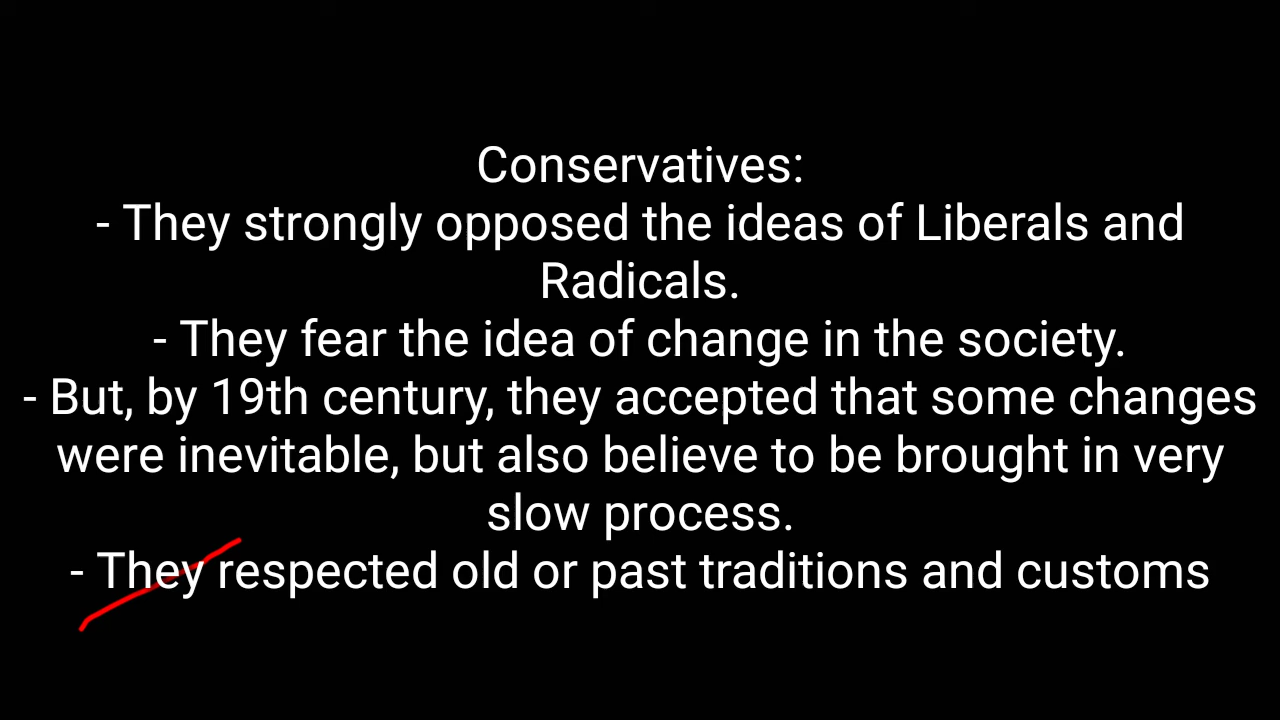 Conservatives:
- They strongly opposed the ideas of Liberals and
Radicals.
- They fear the idea of change in the society.
- But, by 19th century, they accepted that some changes
were inevitable, but also believe to be brought in very
slow process.
- They respected old or past traditions and customs